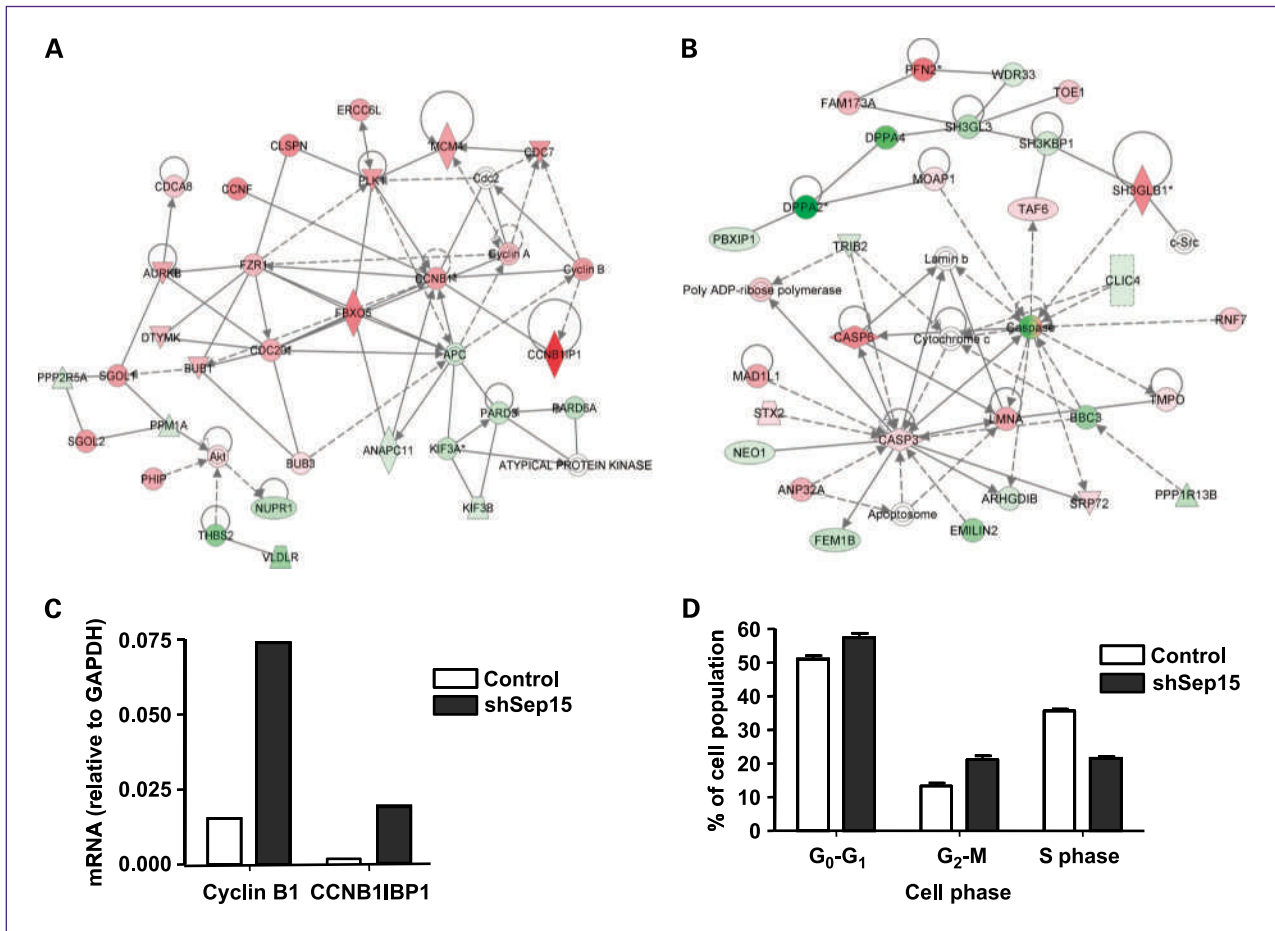 A
ERCC6L
MCM4
CLSPN
CDC7
PLK1
CDCA8
CCNF
Cdc2
AURKB
FZR1
Cyclin A
CCNB1*
Cyclin B
FBXO5
DTYMK
CDC20
APC
CCNB1IP1
PPP2R5A
SGOL1
BUB1
PARD3
PARD6A
SGOL2
PPM1A
ANAPC11
KIF3A*
ATYPICAL PROTEIN KINASE
Akt
BUB3
PHIP
NUPR1
KIF3B
THBS2
VLDLR
B
PFN2*
WDR33
FAM173A
TOE1
DPPA4
SH3GL3
SH3KBP1
MOAP1
SH3GLB1*
DPPA2*
TAF6
PBXIP1
c-Src
TRIB2
Lamin b
CLIC4
Poly ADP-ribose polymerase
Caspase
RNF7
CASP6
Cytochrome c
MAD1L1
TMPO
STX2
LMNA
BBC3
CASP3
NEO1
ANP32A
ARHGDIB
SRP72
PPP1R13B
Apoptosome
FEM1B
EMILIN2
C
mRNA (relative to GAPDH)
0.075
0.050
0.025
0.000
Control
shSep15
Cyclin B1
CCNB1IBP1
D
% of cell population
60
50
40
30
20
10
0
Control
shSep15
G₀-G₁
G₂-M
S phase
Cell phase